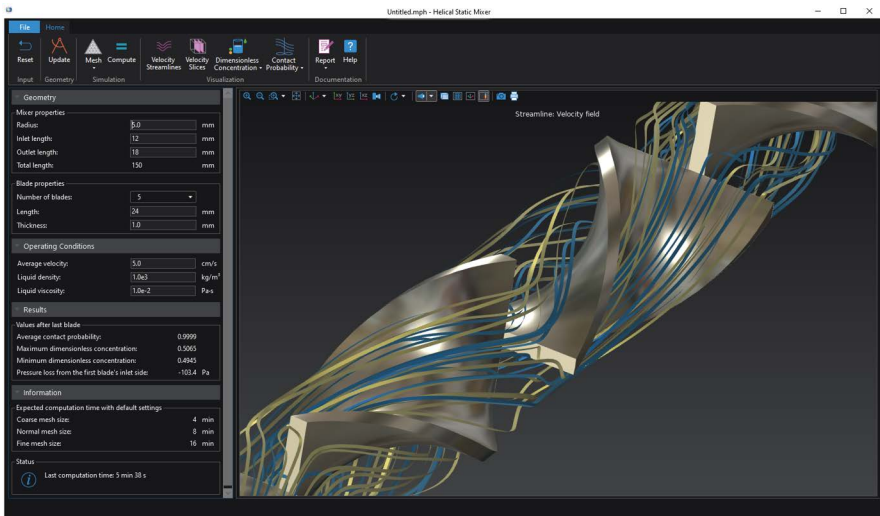 Untitled.mph - Helical Static Mixer
File Home
Reset Update Mesh Compute Velocity Streamlines Velocity Slices Dimensionless Concentration Contact Probability Report Help
Input Geometry Simulation Visualization Documentation
Geometry
Mixer properties
Radius: 5.0 mm
Inlet length: 12 mm
Outlet length: 18 mm
Total length: 150 mm
Blade properties
Number of blades: 5
Length: 24 mm
Thickness: 1.0 mm
Operating Conditions
Average velocity: 5.0 cm/s
Liquid density: 1.0e3 kg/m³
Liquid viscosity: 1.0e-2 Pa·s
Results
Values after last blade
Average contact probability: 0.9999
Maximum dimensionless concentration: 0.5065
Minimum dimensionless concentration: 0.4945
Pressure loss from the first blade's inlet side: -103.4 Pa
Information
Expected computation time with default settings
Coarse mesh size: 4 min
Normal mesh size: 8 min
Fine mesh size: 16 min
Status
Last computation time: 5 min 38 s
Streamline: Velocity field